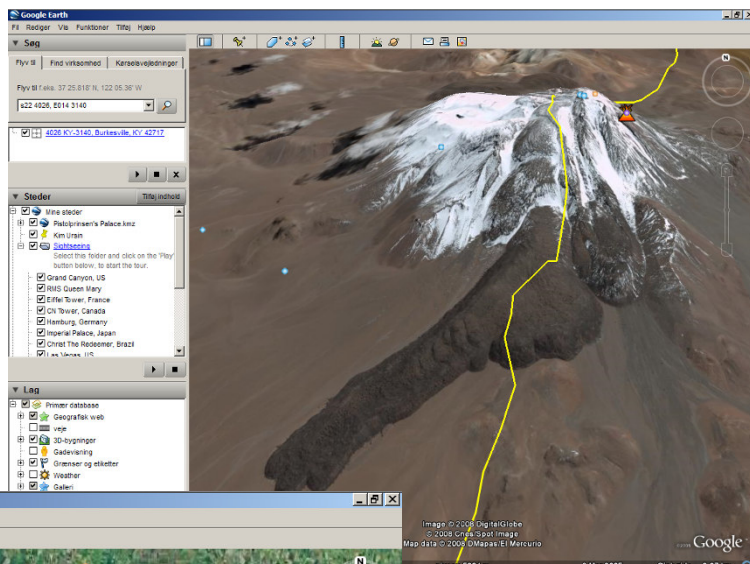 Google Earth
Fil Rediger Vis Funktioner Tilføj Hjælp
Søg
Flyv til Find virksomhed Kørselsvejledninger
Flyv til f.eks. 37 25.818' N, 122 05.36' W
s22 4026, E014 3140
4026 KY-3140, Burkesville, KY 42717
Steder Tilføj indhold
Mine steder
Pistolprinsen's Palace.kmz
Kim Ursin
Sightseeing
Select this folder and click on the 'Play'
button below, to start the tour.
Grand Canyon, US
RMS Queen Mary
Eiffel Tower, France
CN Tower, Canada
Hamburg, Germany
Imperial Palace, Japan
Christ The Redeemer, Brazil
Las Vegas, US
Lag
Primær database
Geografisk web
veje
3D-bygninger
Gadevisning
Grænser og etiketter
Weather
Galleri
N
Image © 2008 DigitalGlobe
© 2008 Cnes/Spot Image
Map data © 2008 DMapas/El Mercurio
Google
N